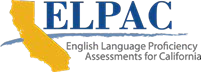 ELPAC
English Language Proficiency
Assessments for California